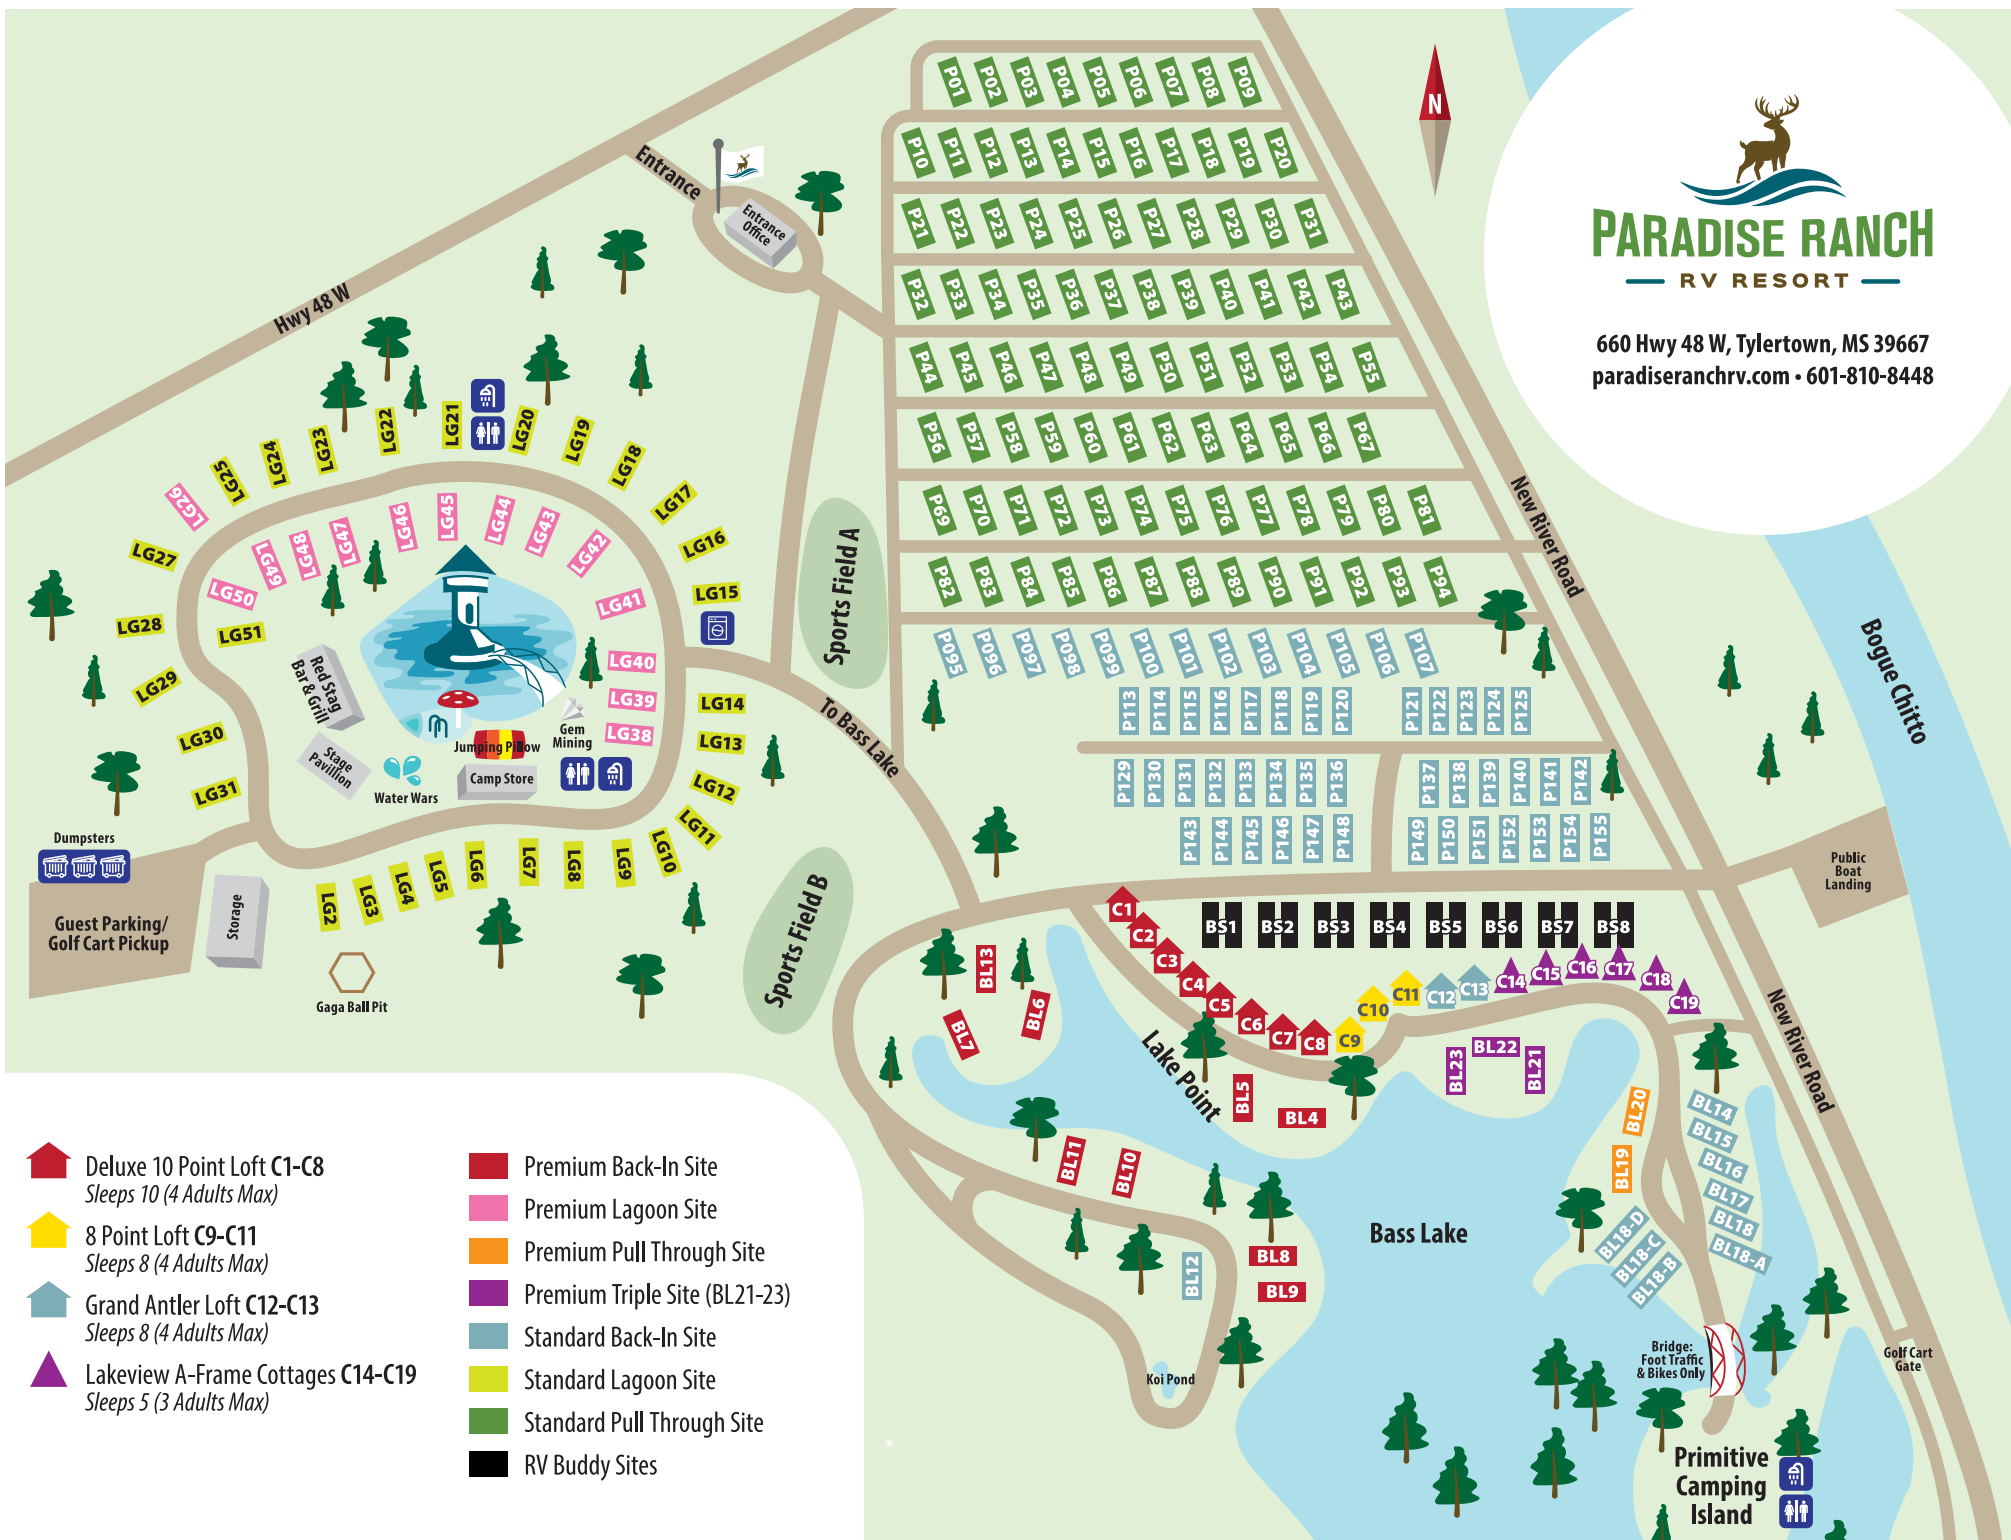 P01 P02 P03 P04 P05 P06 P07 P08 P09
P10 P11 P12 P13 P14 P15 P16 P17 P18 P19 P20
P21 P22 P23 P24 P25 P26 P27 P28 P29 P30 P31
P32 P33 P34 P35 P36 P37 P38 P39 P40 P41 P42 P43
P44 P45 P46 P47 P48 P49 P50 P51 P52 P53 P54 P55
P56 P57 P58 P59 P60 P61 P62 P63 P64 P65 P66 P67
P69 P70 P71 P72 P73 P74 P75 P76 P77 P78 P79 P80 P81
P82 P83 P84 P85 P86 P87 P88 P89 P90 P91 P92 P93 P94
P095 P096 P097 P098 P099 P100 P101 P102 P103 P104 P105 P106 P107
P113 P114 P115 P116 P117 P118 P119 P120 P121 P122 P123 P124 P125
P129 P130 P131 P132 P133 P134 P135 P136 P137 P138 P139 P140 P141 P142
P143 P144 P145 P146 P147 P148 P149 P150 P151 P152 P153 P154 P155
N
PARADISE RANCH
RV RESORT
660 Hwy 48 W, Tylertown, MS 39667
paradiseranchrv.com • 601-810-8448
Entrance
Entrance
Office
Hwy 48 W
New River Road
Bogue Chitto
Sports Field A
To Bass Lake
Sports Field B
LG26 LG25 LG24 LG23 LG22 LG21 LG20 LG19 LG18 LG17 LG16 LG15
LG27 LG28 LG29 LG30 LG31
LG50 LG49 LG48 LG47 LG46 LG45 LG44 LG43 LG42 LG41
LG51
LG40
LG39
LG38
LG14
LG13
LG12
LG11
LG2 LG3 LG4 LG5 LG6 LG7 LG8 LG9 LG10
Red Stag
Bar & Grill
Stage
Pavillion
Water Wars
Jumping Pillow
Camp Store
Gem
Mining
Dumpsters
Guest Parking/
Golf Cart Pickup
Storage
Gaga Ball Pit
Public
Boat
Landing
C1 C2 C3 C4 C5 C6 C7 C8 C9 C10 C11 C12 C13 C14 C15 C16 C17 C18 C19
BS1 BS2 BS3 BS4 BS5 BS6 BS7 BS8
BL13
BL6
BL7
Lake Point
BL5
BL4
BL23 BL22 BL21
BL20
BL19
BL14
BL15
BL16
BL17
BL18
BL18-A
BL18-D
BL18-C
BL18-B
BL11 BL10
BL12
BL8
BL9
Bass Lake
Koi Pond
New River Road
Bridge:
Foot Traffic
& Bikes Only
Golf Cart
Gate
Primitive
Camping
Island
Deluxe 10 Point Loft C1-C8
Sleeps 10 (4 Adults Max)
8 Point Loft C9-C11
Sleeps 8 (4 Adults Max)
Grand Antler Loft C12-C13
Sleeps 8 (4 Adults Max)
Lakeview A-Frame Cottages C14-C19
Sleeps 5 (3 Adults Max)
Premium Back-In Site
Premium Lagoon Site
Premium Pull Through Site
Premium Triple Site (BL21-23)
Standard Back-In Site
Standard Lagoon Site
Standard Pull Through Site
RV Buddy Sites
*